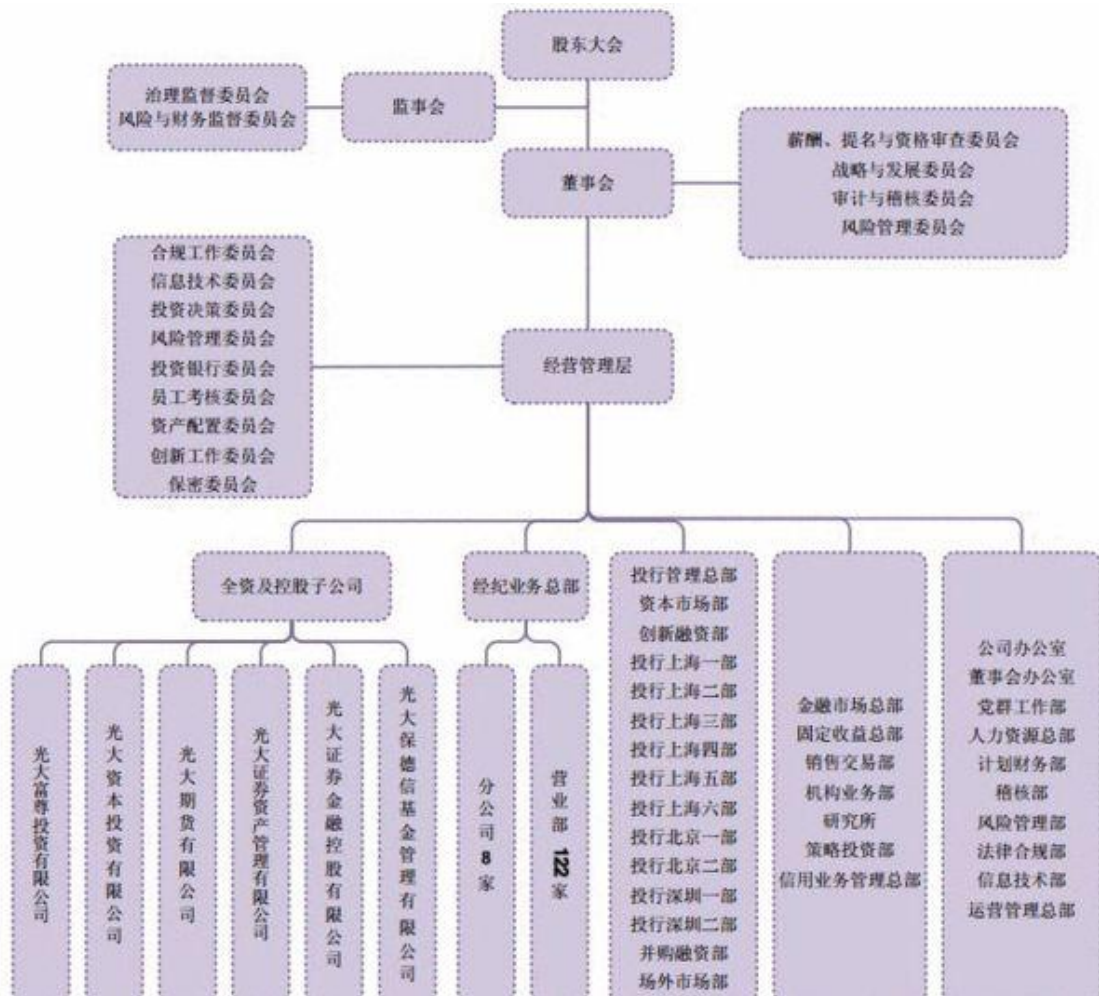 股东大会
治理监督委员会
风险与财务监督委员会
监事会
董事会
薪酬、提名与资格审查委员会
战略与发展委员会
审计与稽核委员会
风险管理委员会
合规工作委员会
信息技术委员会
投资决策委员会
风险管理委员会
投资银行委员会
员工考核委员会
资产配置委员会
创新工作委员会
保密委员会
经营管理层
全资及控股子公司
光大富尊投资有限公司
光大资本投资有限公司
光大期货有限公司
光大证券资产管理有限公司
光大证券金融控股有限公司
光大保德信基金管理有限公司
经纪业务总部
分公司8家
营业部122家
投行管理总部
资本市场部
创新融资部
投行上海一部
投行上海二部
投行上海三部
投行上海四部
投行上海五部
投行上海六部
投行北京一部
投行北京二部
投行深圳一部
投行深圳二部
并购融资部
场外市场部
金融市场总部
固定收益总部
销售交易部
机构业务部
研究所
策略投资部
信用业务管理总部
公司办公室
董事会办公室
党群工作部
人力资源总部
计划财务部
稽核部
风险管理部
法律合规部
信息技术部
运营管理总部